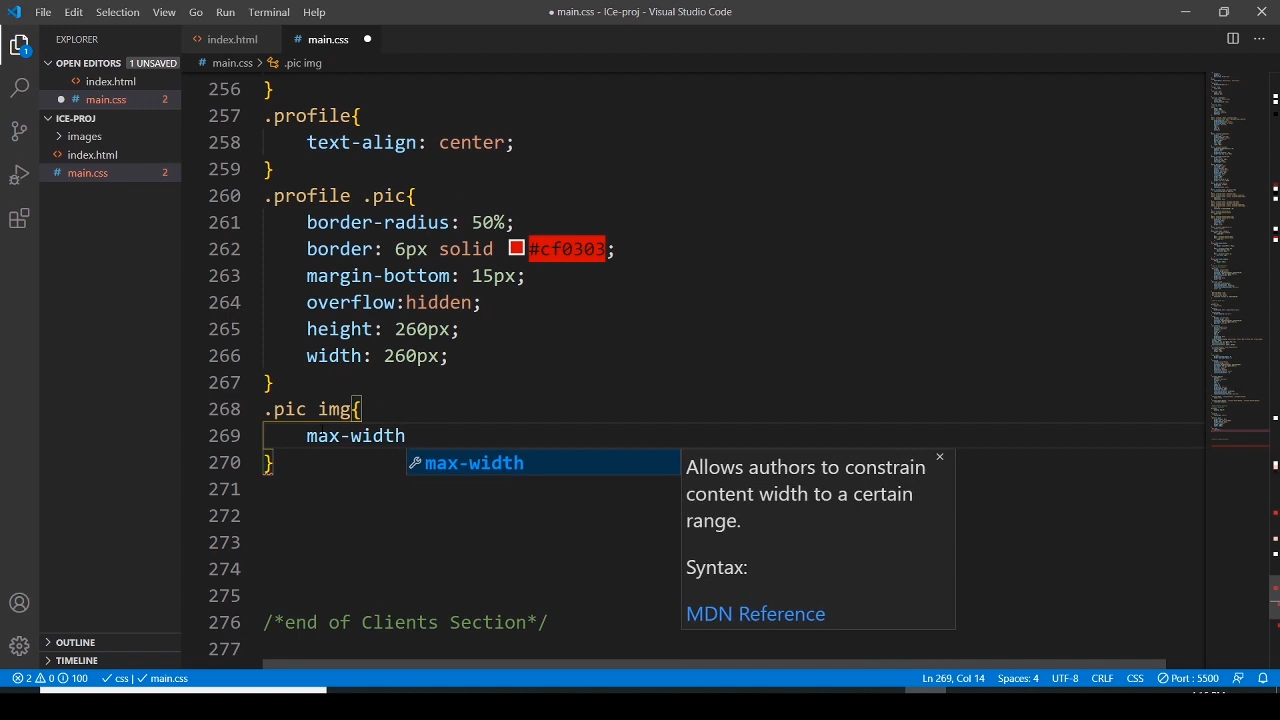 File Edit Selection View Go Run Terminal Help
● main.css - ICe-proj - Visual Studio Code
EXPLORER
index.html
# main.css ●
OPEN EDITORS 1 UNSAVED
index.html
● # main.css 2
ICE-PROJ
images
index.html
# main.css 2
OUTLINE
TIMELINE
1
# main.css > .pic img
256 }
257 .profile{
258 text-align: center;
259 }
260 .profile .pic{
261 border-radius: 50%;
262 border: 6px solid #cf0303;
263 margin-bottom: 15px;
264 overflow:hidden;
265 height: 260px;
266 width: 260px;
267 }
268 .pic img{
269 max-width
270 }
271
272
273
274
275
276 /*end of Clients Section*/
277
max-width
Allows authors to constrain
content width to a certain
range.
Syntax:
MDN Reference
2 0 100 ✓ css | ✓ main.css Ln 269, Col 14 Spaces: 4 UTF-8 CRLF CSS Port : 5500